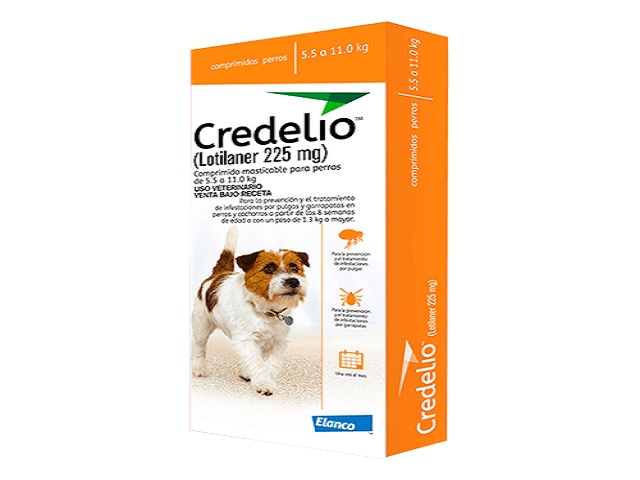 comprimidos perros | 5.5 a 11.0 kg
Credelio™
(Lotilaner 225 mg)
Comprimido masticable para perros
de 5.5 a 11.0 kg
USO VETERINARIO
VENTA BAJO RECETA
Para la prevención y el tratamiento
de infestaciones por pulgas y garrapatas en
perros y cachorros a partir de las 8 semanas
de edad o con un peso de 1.3 kg o mayor.
Para la prevención
y el tratamiento
de infestaciones
por pulgas
Para la prevención
y el tratamiento
de infestaciones
por garrapatas
Una vez al mes
Elanco
comprimidos perros | 5.5 a 11.0 kg
Credelio™
(Lotilaner 225 mg)